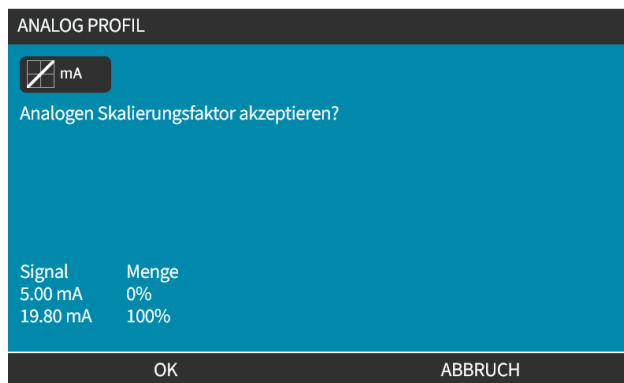 ANALOG PROFIL
mA
Analogen Skalierungsfaktor akzeptieren?
Signal Menge
5.00 mA 0%
19.80 mA 100%
OK ABBRUCH